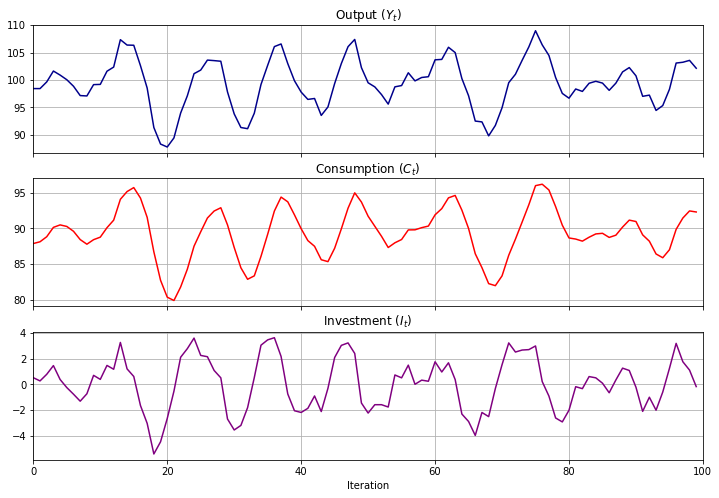 Output (Y_t)
110
105
100
95
90
Consumption (C_t)
95
90
85
80
Investment (I_t)
4
2
0
−2
−4
0 20 40 60 80 100
Iteration